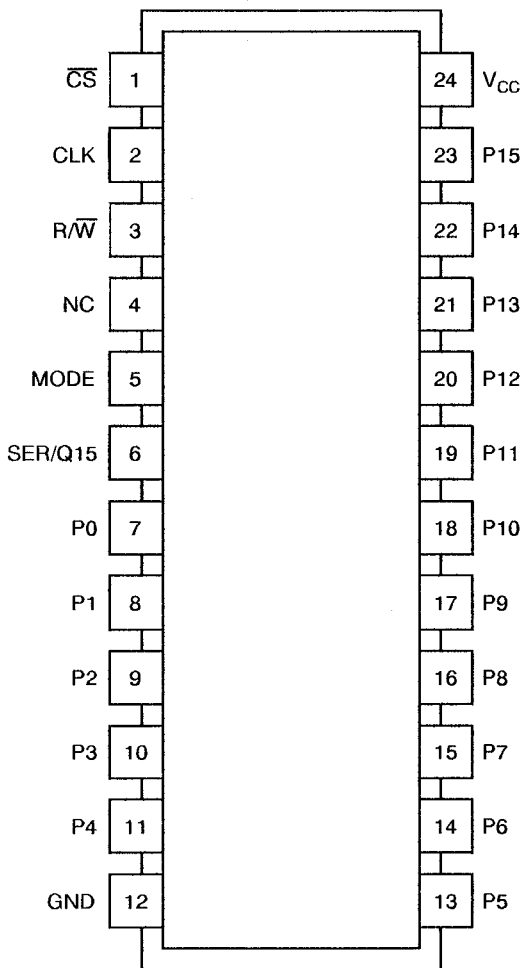 C̅S̅ 1 24 V_CC
CLK 2 23 P15
R/W̅ 3 22 P14
NC 4 21 P13
MODE 5 20 P12
SER/Q15 6 19 P11
P0 7 18 P10
P1 8 17 P9
P2 9 16 P8
P3 10 15 P7
P4 11 14 P6
GND 12 13 P5